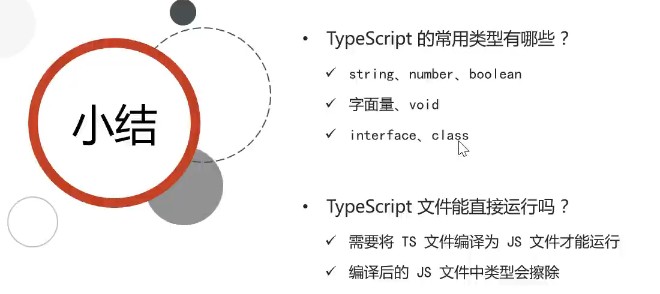 小结
• TypeScript 的常用类型有哪些？
✓ string、number、boolean
✓ 字面量、void
✓ interface、class
• TypeScript 文件能直接运行吗？
✓ 需要将 TS 文件编译为 JS 文件才能运行
✓ 编译后的 JS 文件中类型会擦除